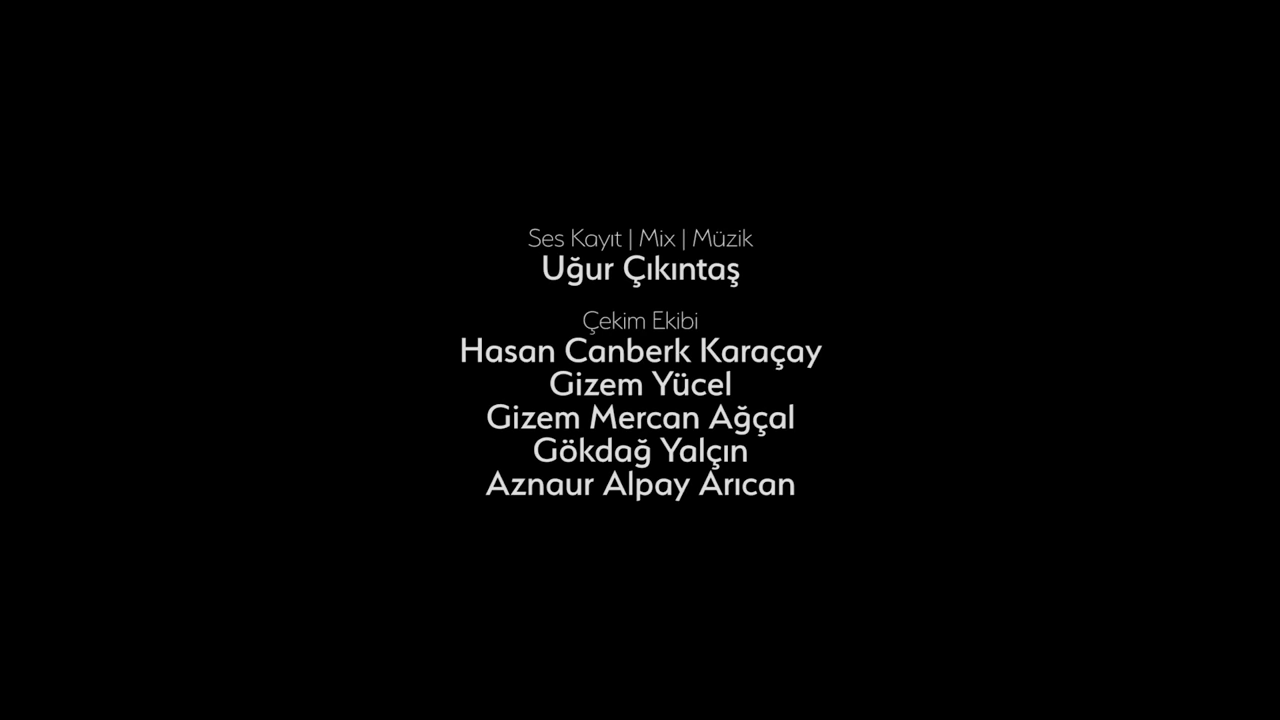 Ses Kayıt | Mix | Müzik
Uğur Çıkıntaş
Çekim Ekibi
Hasan Canberk Karaçay
Gizem Yücel
Gizem Mercan Ağçal
Gökdağ Yalçın
Aznaur Alpay Arıcan